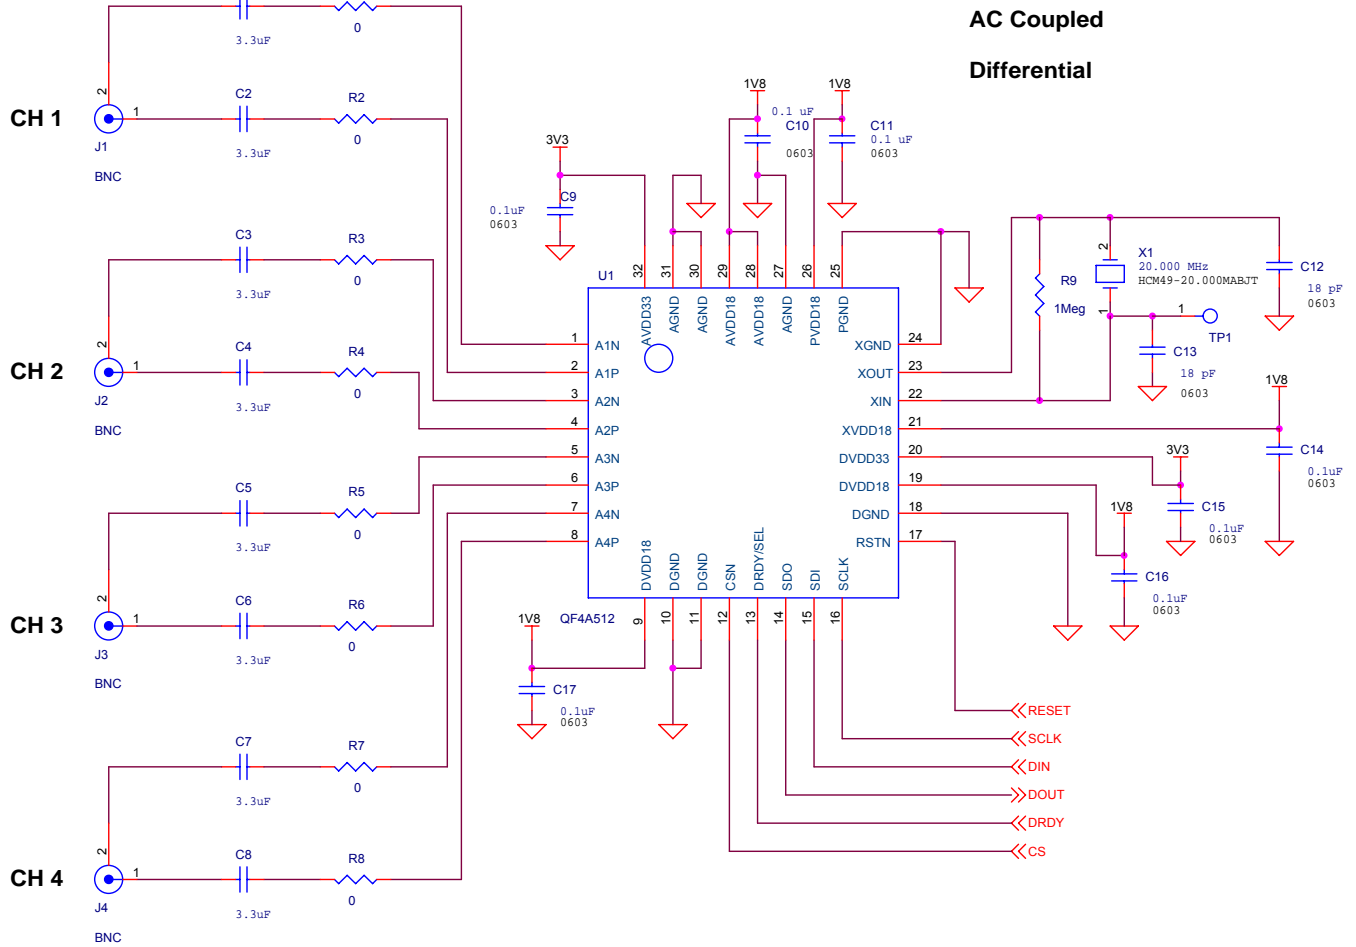 AC Coupled
Differential
3.3uF
0
CH 1
2
1
J1
BNC
C2
3.3uF
R2
0
CH 2
2
1
J2
BNC
C3
3.3uF
R3
0
C4
3.3uF
R4
0
CH 3
2
1
J3
BNC
C5
3.3uF
R5
0
C6
3.3uF
R6
0
CH 4
2
1
J4
BNC
C7
3.3uF
R7
0
C8
3.3uF
R8
0
3V3
C9
0.1uF
0603
1V8
0.1 uF
C10
0603
1V8
C11
0.1 uF
0603
U1
QF4A512
32 AVDD33
31 AGND
30 AGND
29 AVDD18
28 AVDD18
27 AGND
26 PVDD18
25 PGND
1 A1N
2 A1P
3 A2N
4 A2P
5 A3N
6 A3P
7 A4N
8 A4P
XGND 24
XOUT 23
XIN 22
XVDD18 21
DVDD33 20
DVDD18 19
DGND 18
RSTN 17
DVDD18 9
DGND 10
DGND 11
CSN 12
DRDY/SEL 13
SDO 14
SDI 15
SCLK 16
R9
1Meg
2
1
X1
20.000 MHz
HCM49-20.000MABJT
C12
18 pF
0603
1
TP1
C13
18 pF
0603
1V8
C14
0.1uF
0603
3V3
C15
0.1uF
0603
1V8
C16
0.1uF
0603
1V8
C17
0.1uF
0603
RESET
SCLK
DIN
DOUT
DRDY
CS